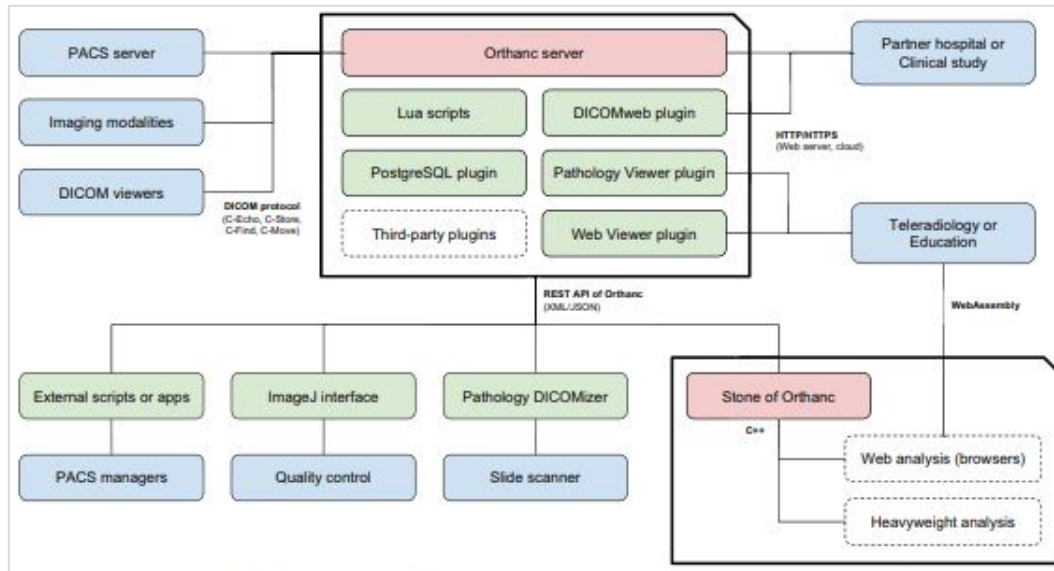 PACS server
Orthanc server
Partner hospital or
Clinical study
Imaging modalities
Lua scripts
DICOMweb plugin
HTTP/HTTPS
(Web server, cloud)
DICOM viewers
PostgreSQL plugin
Pathology Viewer plugin
DICOM protocol
(C-Echo, C-Store,
C-Find, C-Move)
Third-party plugins
Web Viewer plugin
Teleradiology or
Education
REST API of Orthanc
(XML/JSON)
WebAssembly
External scripts or apps
ImageJ interface
Pathology DICOMizer
Stone of Orthanc
C++
PACS managers
Quality control
Slide scanner
Web analysis (browsers)
Heavyweight analysis